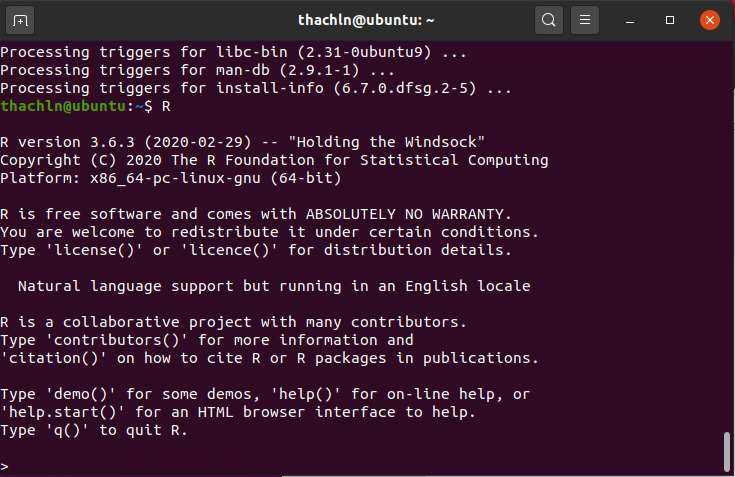 thachln@ubuntu: ~
Processing triggers for libc-bin (2.31-0ubuntu9) ...
Processing triggers for man-db (2.9.1-1) ...
Processing triggers for install-info (6.7.0.dfsg.2-5) ...
thachln@ubuntu:~$ R
R version 3.6.3 (2020-02-29) -- "Holding the Windsock"
Copyright (C) 2020 The R Foundation for Statistical Computing
Platform: x86_64-pc-linux-gnu (64-bit)
R is free software and comes with ABSOLUTELY NO WARRANTY.
You are welcome to redistribute it under certain conditions.
Type 'license()' or 'licence()' for distribution details.
Natural language support but running in an English locale
R is a collaborative project with many contributors.
Type 'contributors()' for more information and
'citation()' on how to cite R or R packages in publications.
Type 'demo()' for some demos, 'help()' for on-line help, or
'help.start()' for an HTML browser interface to help.
Type 'q()' to quit R.
>